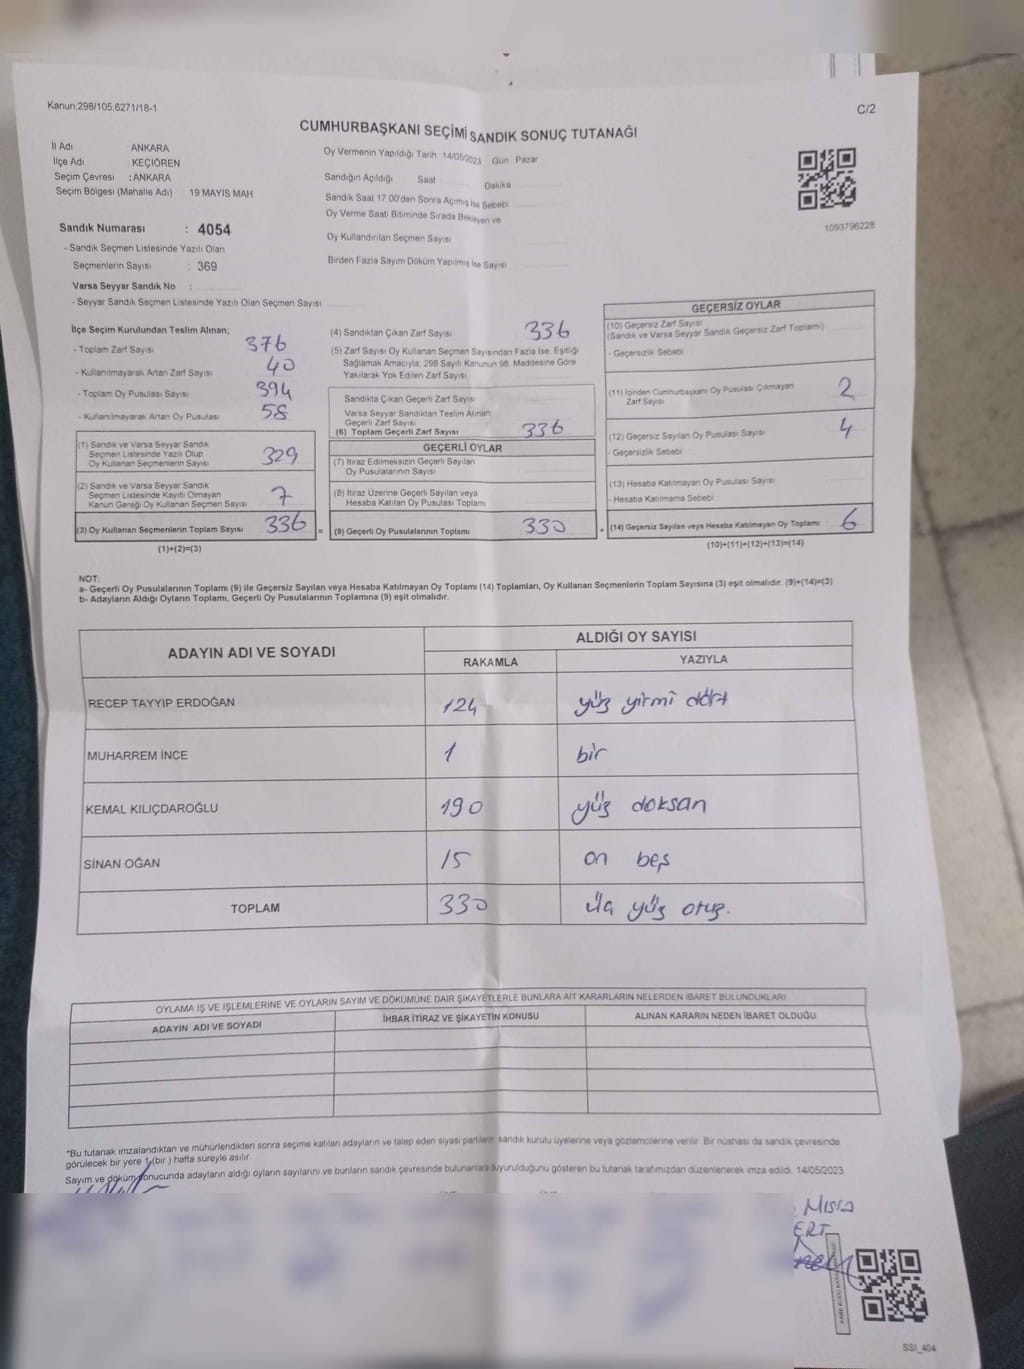 Kanun;298/105,6271/18-1
C/2
CUMHURBAŞKANI SEÇİMİ SANDIK SONUÇ TUTANAĞI
İl Adı ANKARA
İlçe Adı : KEÇİÖREN
Seçim Çevresi : ANKARA
Seçim Bölgesi (Mahalle Adı) 19 MAYIS MAH
Sandık Numarası : 4054
- Sandık Seçmen Listesinde Yazılı Olan
Seçmenlerin Sayısı : 369
Varsa Seyyar Sandık No :
- Seyyar Sandık Seçmen Listesinde Yazılı Olan Seçmen Sayısı
Oy Vermenin Yapıldığı Tarih 14/05/2023 Gün Pazar
Sandığın Açıldığı Saat Dakika
Sandık Saat 17:00'den Sonra Açımış Ise Sebebi
Oy Verme Saati Bitiminde Sırada Bekleyen ve
Oy Kullandırılan Seçmen Sayısı
Birden Fazla Sayım Döküm Yapılmış Ise Sayısı
1093796228
İlçe Seçim Kurulundan Teslim Alınan;
- Toplam Zarf Sayısı 376
- Kullanılmayarak Artan Zarf Sayısı 40
- Toplam Oy Pusulası Sayısı 394
- Kullanılmayarak Artan Oy Pusulası 58
(1) Sandık ve Varsa Seyyar Sandık
Seçmen Listesinde Yazılı Olup
Oy Kullanan Seçmenlerin Sayısı 329
(2) Sandık ve Varsa Seyyar Sandık
Seçmen Listesinde Kayıtlı Olmayan
Kanun Gereği Oy Kullanan Seçmen Sayısı 7
(3) Oy Kullanan Seçmenlerin Toplam Sayısı 336 =
(1)+(2)=(3)
(4) Sandıktan Çıkan Zarf Sayısı 336
(5) Zarf Sayısı Oy Kullanan Seçmen Sayısından Fazla Ise, Eşitliği
Sağlamak Amacıyla, 298 Sayılı Kanunun 98. Maddesine Göre
Yakılarak Yok Edilen Zarf Sayısı
Sandıkta Çıkan Geçerli Zarf Sayısı
Varsa Seyyar Sandıktan Teslim Alınan
Geçerli Zarf Sayısı
(6) Toplam Geçerli Zarf Sayısı 336
GEÇERLİ OYLAR
(7) İtiraz Edilmeksizin Geçerli Sayılan
Oy Pusulalarının Sayısı
(8) İtiraz Üzerine Geçerli Sayılan veya
Hesaba Katılan Oy Pusulası Toplamı
(9) Geçerli Oy Pusulalarının Toplamı 330 +
GEÇERSİZ OYLAR
(10) Geçersiz Zarf Sayısı
(Sandık ve Varsa Seyyar Sandık Geçersiz Zarf Toplamı)
- Geçersizlik Sebebi
(11) İçinden Cumhurbaşkanı Oy Pusulası Çıkmayan
Zarf Sayısı 2
(12) Geçersiz Sayılan Oy Pusulası Sayısı 4
- Geçersizlik Sebebi
(13) Hesaba Katılmayan Oy Pusulası Sayısı
- Hesaba Katılmama Sebebi
(14) Geçersiz Sayılan veya Hesaba Katılmayan Oy Toplamı 6
(10)+(11)+(12)+(13)=(14)
NOT:
a- Geçerli Oy Pusulalarının Toplamı (9) ile Geçersiz Sayılan veya Hesaba Katılmayan Oy Toplamı (14) Toplamları, Oy Kullanan Seçmenlerin Toplam Sayısına (3) eşit olmalıdır. (9)+(14)=(3)
b- Adayların Aldığı Oyların Toplamı, Geçerli Oy Pusulalarının Toplamına (9) eşit olmalıdır.
ADAYIN ADI VE SOYADI
ALDIĞI OY SAYISI
RAKAMLA YAZIYLA
RECEP TAYYİP ERDOĞAN 124 yüz yirmi dört
MUHARREM İNCE 1 bir
KEMAL KILIÇDAROĞLU 190 yüz doksan
SİNAN OĞAN 15 on beş
TOPLAM 330 üç yüz otuz.
OYLAMA İŞ VE İŞLEMLERİNE VE OYLARIN SAYIM VE DÖKÜMÜNE DAİR ŞİKAYETLERLE BUNLARA AİT KARARLARIN NELERDEN İBARET BULUNDUKLARI
ADAYIN ADI VE SOYADI İHBAR İTİRAZ VE ŞİKAYETİN KONUSU ALINAN KARARIN NEDEN İBARET OLDUĞU
*Bu tutanak imzalandıktan ve mühürlendikten sonra seçime katılan adayların ve talep eden siyasi partilerin sandık kurulu üyelerine veya gözlemcilerine verilir. Bir nüshası da sandık çevresinde
görülecek bir yere 1 (bir) hafta süreyle asılır.
Sayım ve döküm sonucunda adayların aldığı oyların sayılarını ve bunların sandık çevresinde bulunanlara duyurulduğunu gösteren bu tutanak tarafımızdan düzenlenerek imza edildi. 14/05/2023
SSI_404